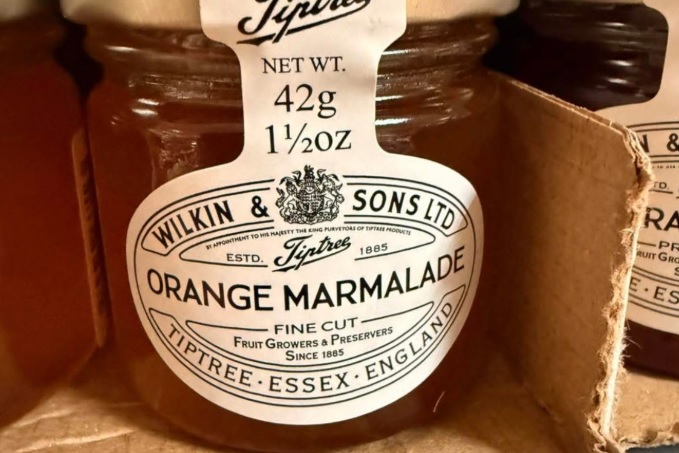 Tiptree
NET WT.
42g
1½oz
WILKIN & SONS LTD
BY APPOINTMENT TO HIS MAJESTY THE KING PURVEYORS OF TIPTREE PRODUCTS
ESTD. Tiptree 1885
ORANGE MARMALADE
FINE CUT
FRUIT GROWERS & PRESERVERS
SINCE 1885
TIPTREE · ESSEX · ENGLAND